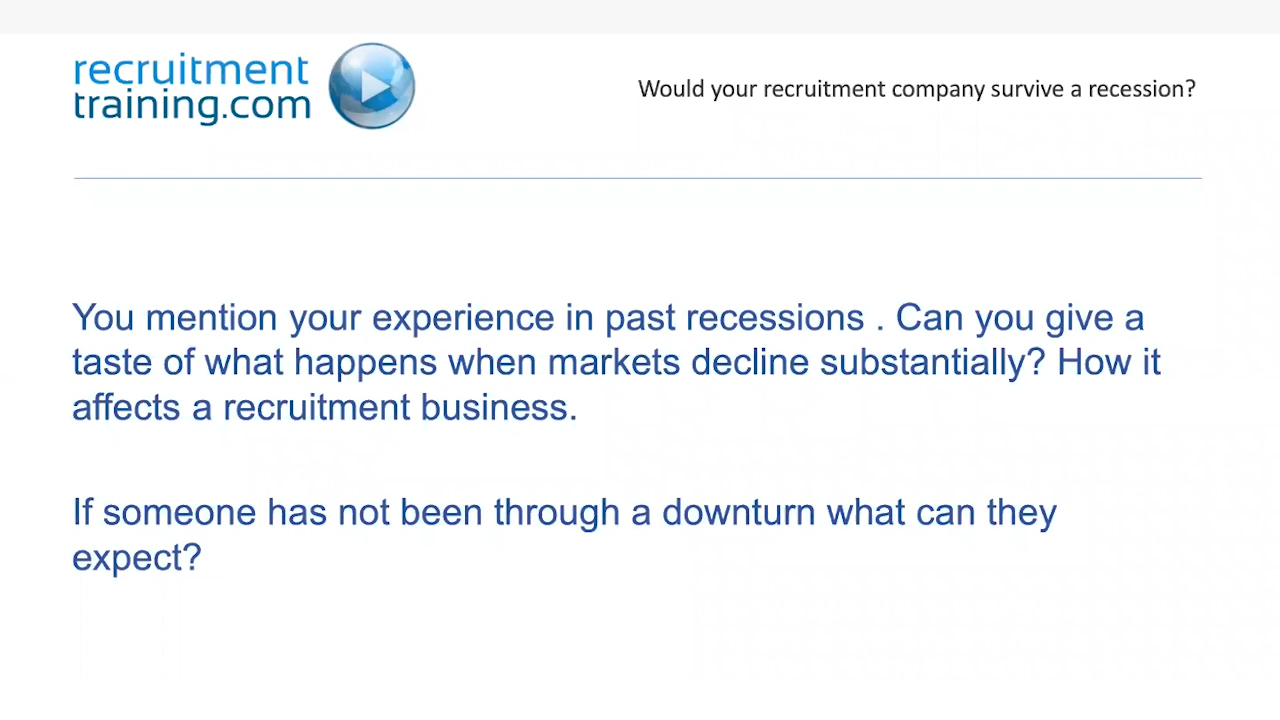 recruitment
training.com
Would your recruitment company survive a recession?
You mention your experience in past recessions . Can you give a
taste of what happens when markets decline substantially? How it
affects a recruitment business.
If someone has not been through a downturn what can they
expect?